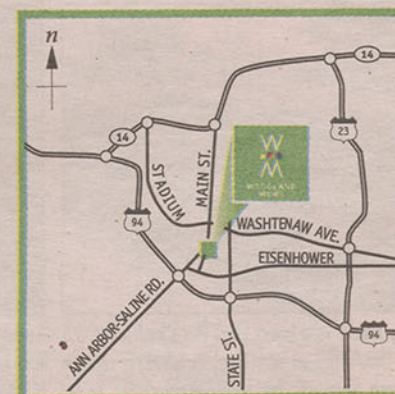 n
14
14
23
STADIUM
MAIN ST.
W
M
94
WASHTENAW AVE.
EISENHOWER
ANN ARBOR-SALINE RD.
STATE ST.
94